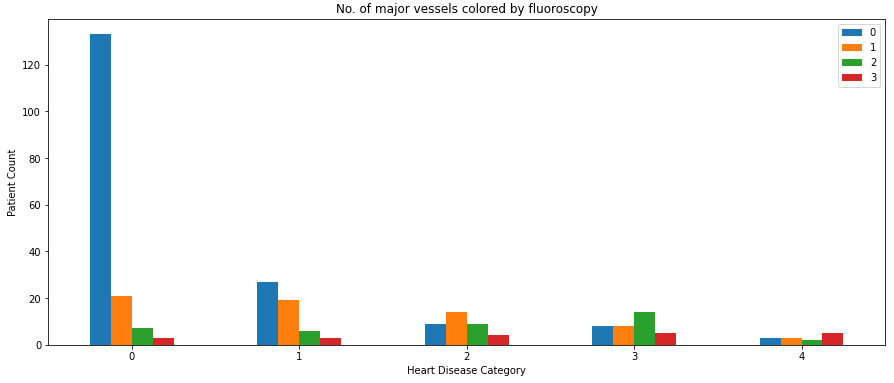 No. of major vessels colored by fluoroscopy
0
1
2
3
120
100
80
60
40
20
0
Patient Count
0 1 2 3 4
Heart Disease Category